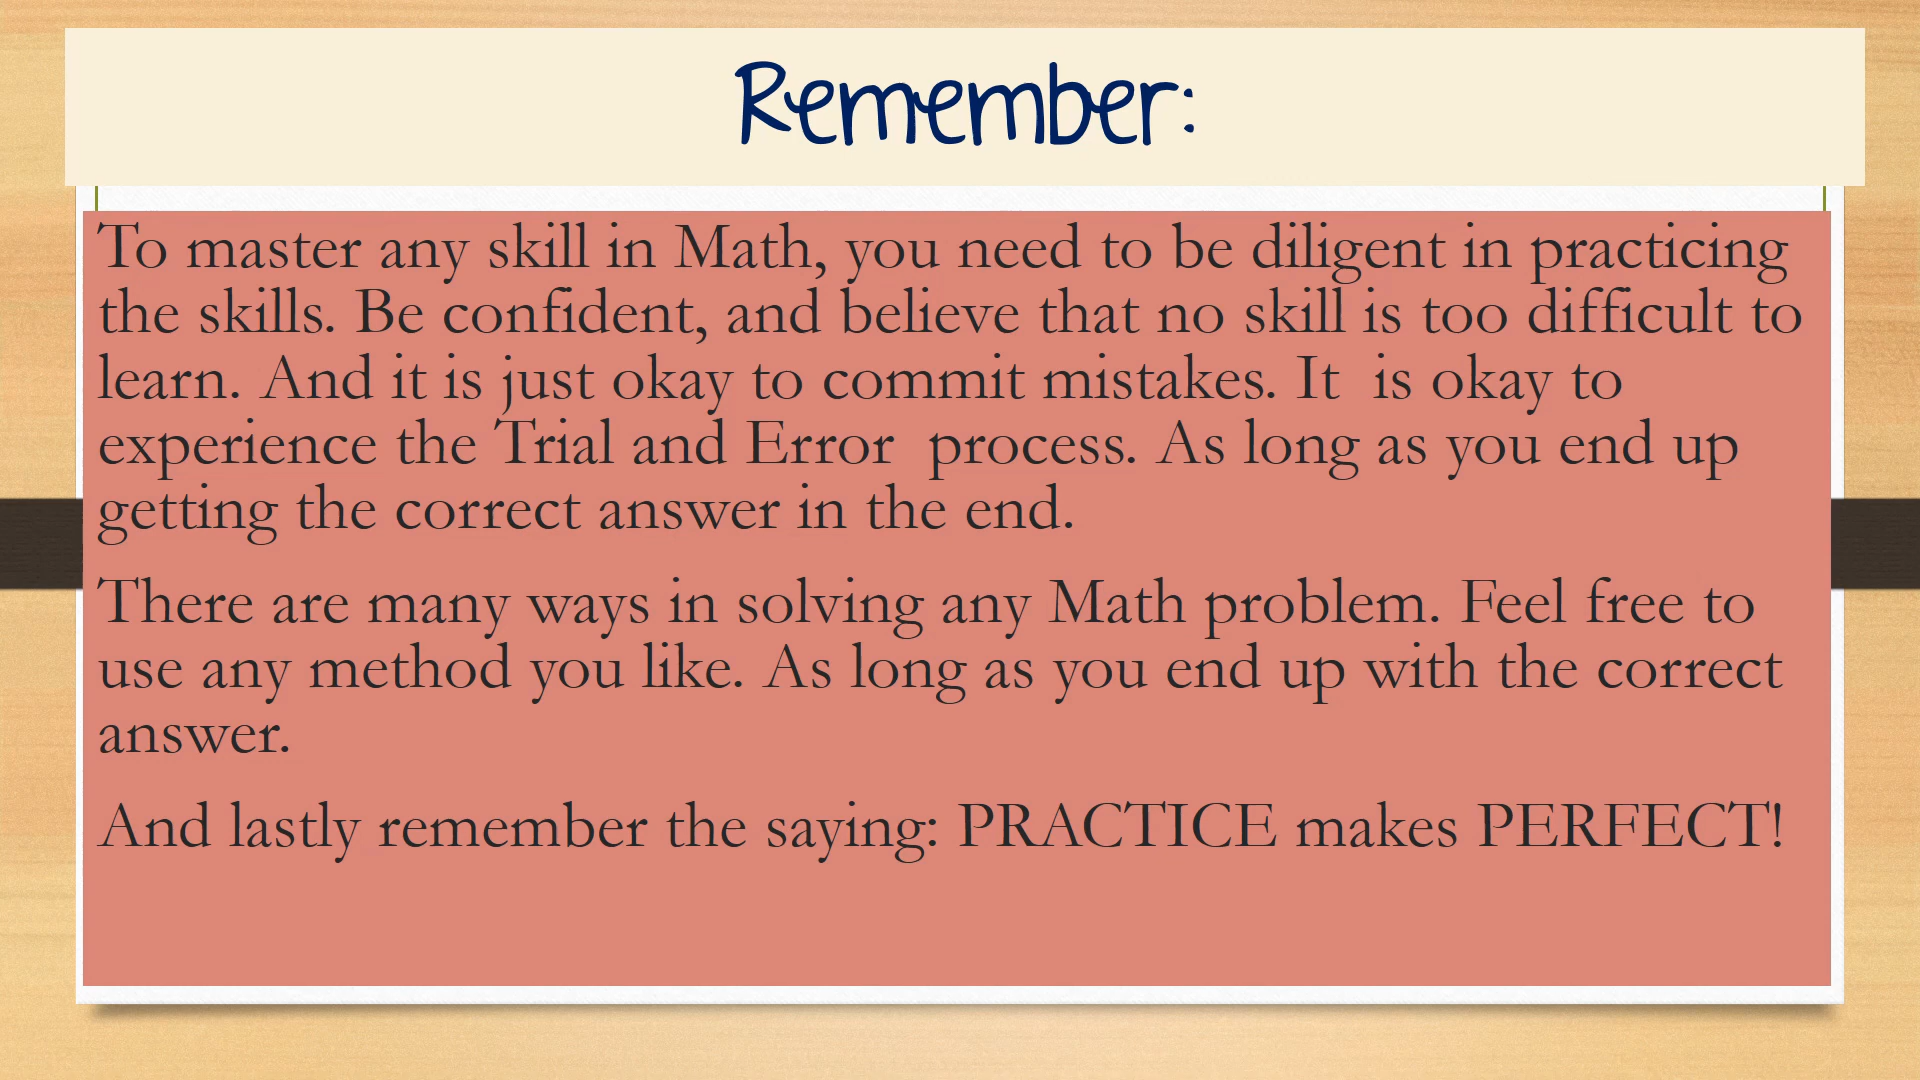 Remember:
To master any skill in Math, you need to be diligent in practicing
the skills. Be confident, and believe that no skill is too difficult to
learn. And it is just okay to commit mistakes. It  is okay to
experience the Trial and Error  process. As long as you end up
getting the correct answer in the end.
There are many ways in solving any Math problem. Feel free to
use any method you like. As long as you end up with the correct
answer.
And lastly remember the saying: PRACTICE makes PERFECT!